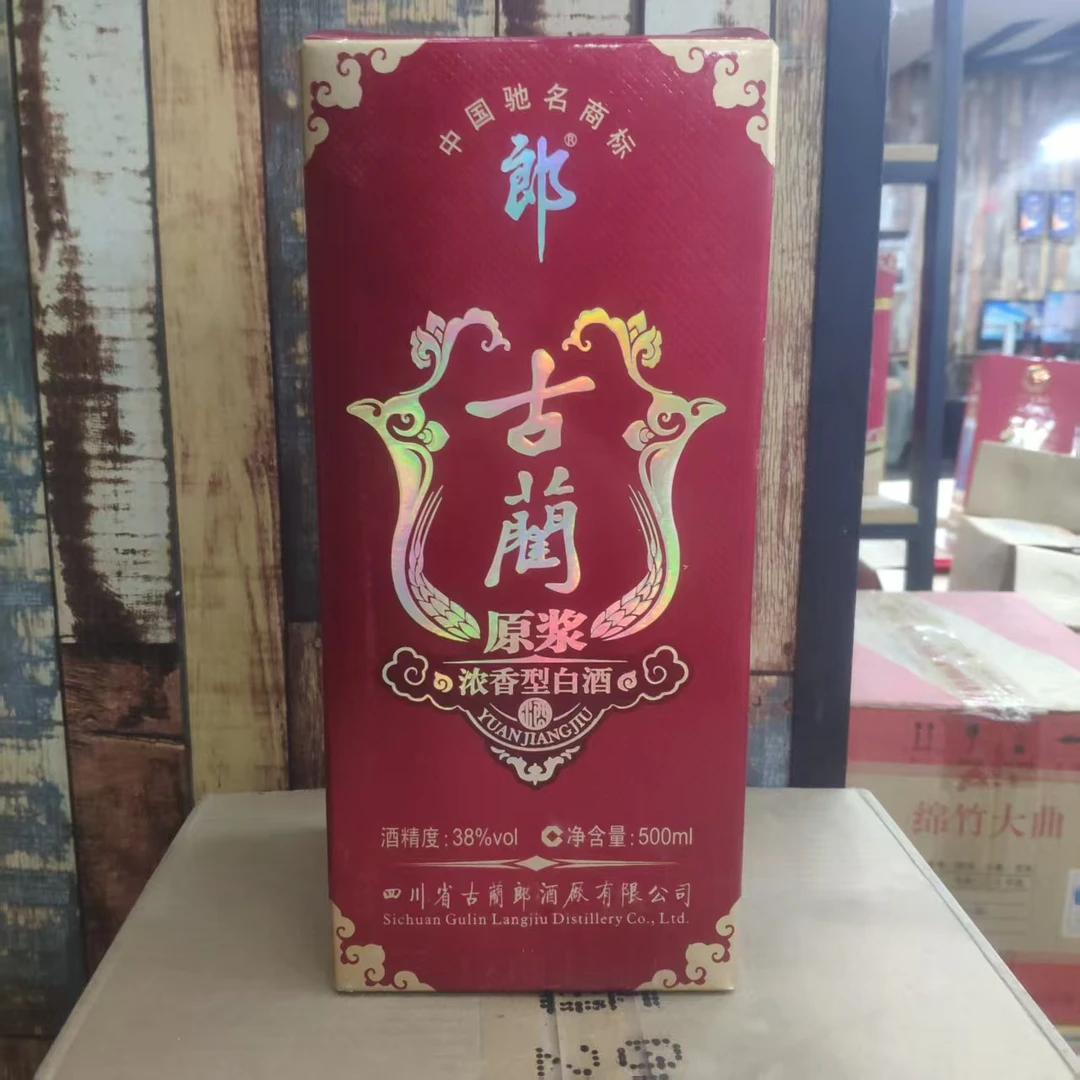 中国驰名商标
郎®
古蔺
原浆
浓香型白酒
YUANJIANGJIU
酒精度:38%vol 净含量:500ml
四川省古蔺郎酒厂有限公司
Sichuan Gulin Langjiu Distillery Co., Ltd.
绵竹大曲